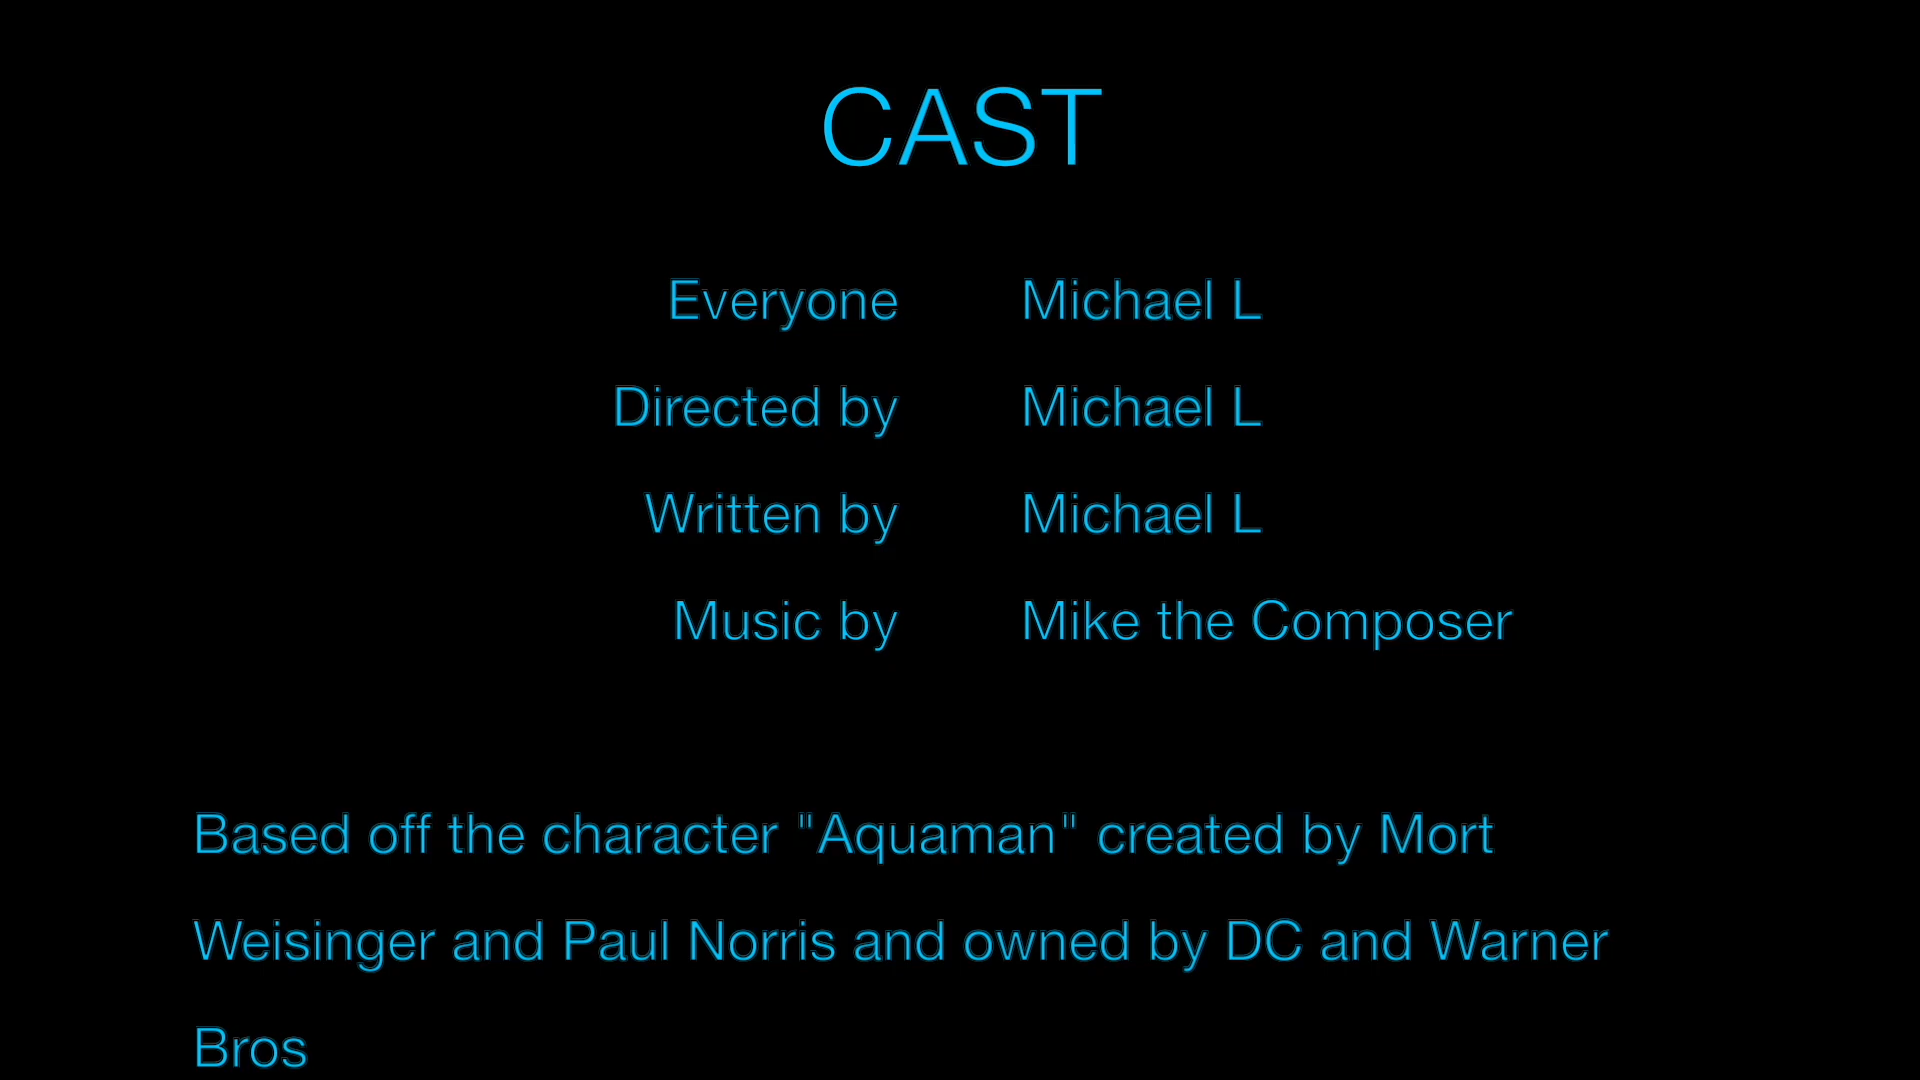 CAST
Everyone Michael L
Directed by Michael L
Written by Michael L
Music by Mike the Composer
Based off the character "Aquaman" created by Mort
Weisinger and Paul Norris and owned by DC and Warner
Bros